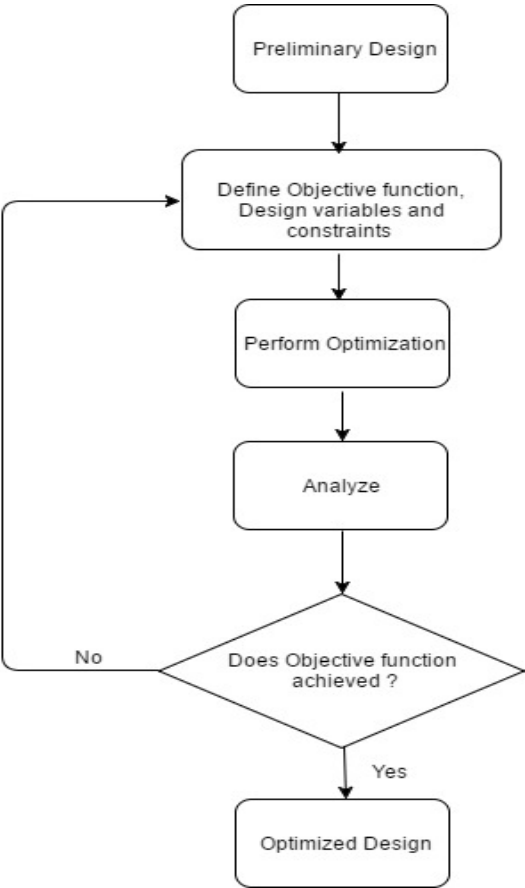 Preliminary Design
Define Objective function,
Design variables and
constraints
Perform Optimization
Analyze
Does Objective function
achieved ?
No
Yes
Optimized Design